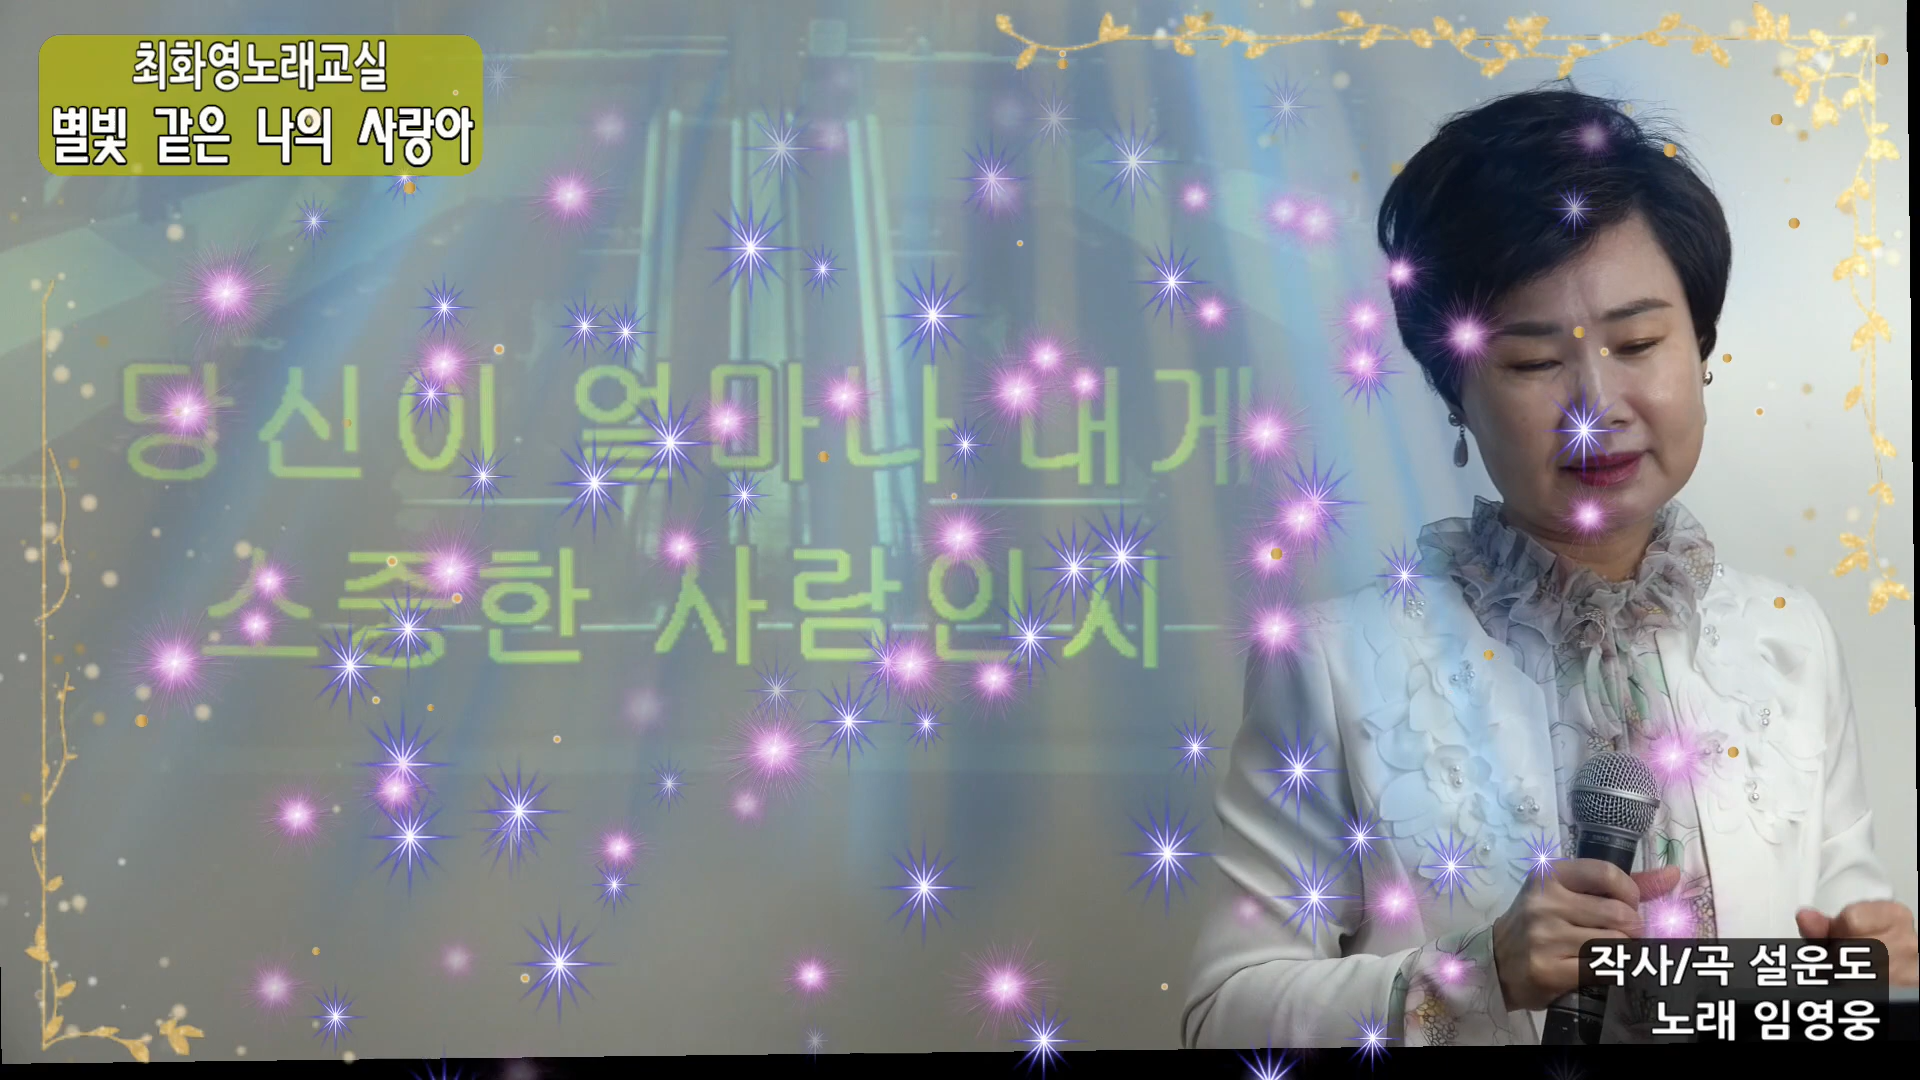 최화영노래교실
별빛 같은 나의 사랑아
당신이 얼마나 내게
소중한 사람인지
작사/곡 설운도
노래 임영웅